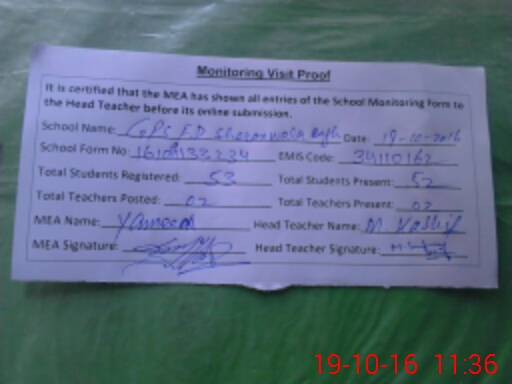 Monitoring Visit Proof
It is certified that the MEA has shown all entries of the School Monitoring form to
the Head Teacher before its online submission.
School Name: GPS F.D Date: 19-10-2016
School Form No: EMIS Code: 34110162
Total Students Registered: 53 Total Students Present: 52
Total Teachers Posted: 02 Total Teachers Present: 02
MEA Name: Head Teacher Name: M.
MEA Signature: Head Teacher Signature:
19-10-16 11:36